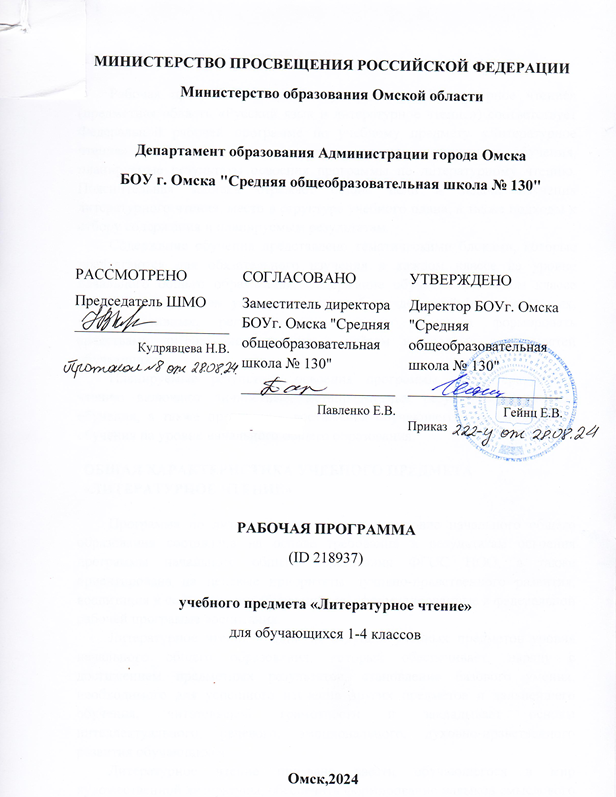 МИНИСТЕРСТВО ПРОСВЕЩЕНИЯ РОССИЙСКОЙ ФЕДЕРАЦИИ
Министерство образования Омской области
Департамент образования Администрации города Омска
БОУ г. Омска "Средняя общеобразовательная школа № 130"
РАССМОТРЕНО
Председатель ШМО
Кудрявцева Н.В.
Протокол №8 от 28.08.24.
СОГЛАСОВАНО
Заместитель директора
БОУг. Омска "Средняя
общеобразовательная
школа № 130"
Павленко Е.В.
УТВЕРЖДЕНО
Директор БОУг. Омска
"Средняя
общеобразовательная
школа № 130"
Гейнц Е.В.
Приказ 222-у от 28.08.24
РАБОЧАЯ ПРОГРАММА
(ID 218937)
учебного предмета «Литературное чтение»
для обучающихся 1-4 классов
Омск,2024